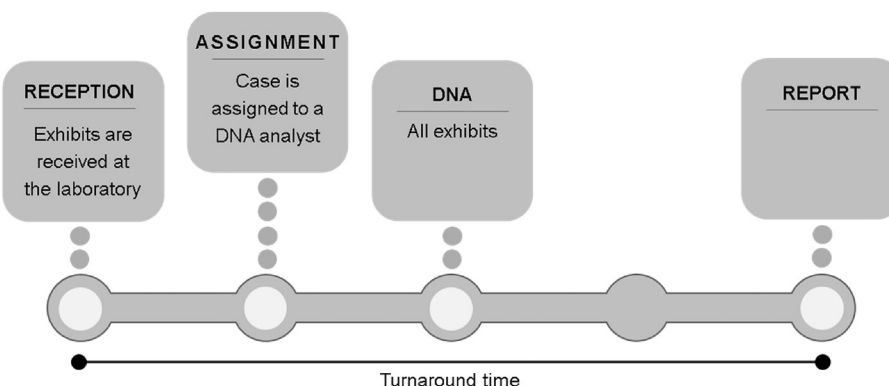 RECEPTION
Exhibits are
received at
the laboratory
ASSIGNMENT
Case is
assigned to a
DNA analyst
DNA
All exhibits
REPORT
Turnaround time